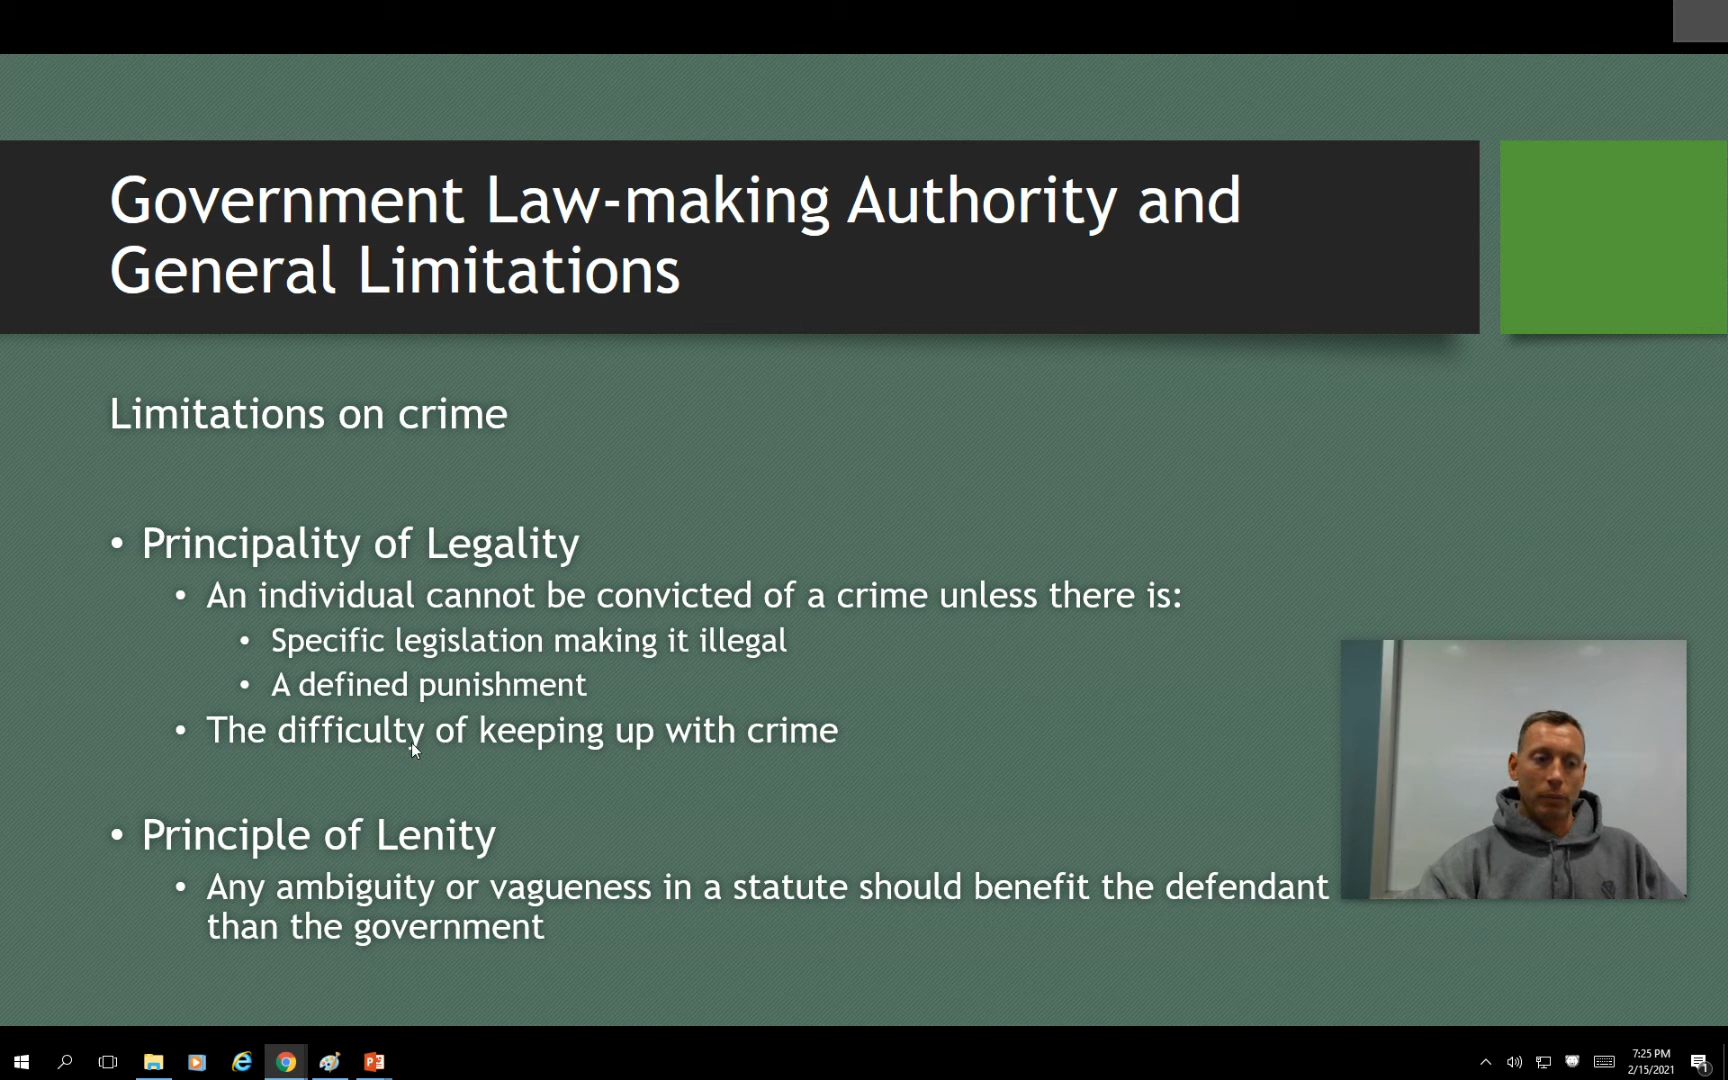 Government Law-making Authority and
General Limitations
Limitations on crime
• Principality of Legality
• An individual cannot be convicted of a crime unless there is:
• Specific legislation making it illegal
• A defined punishment
• The difficulty of keeping up with crime
• Principle of Lenity
• Any ambiguity or vagueness in a statute should benefit the defendant
than the government
7:25 PM
2/15/2021
1